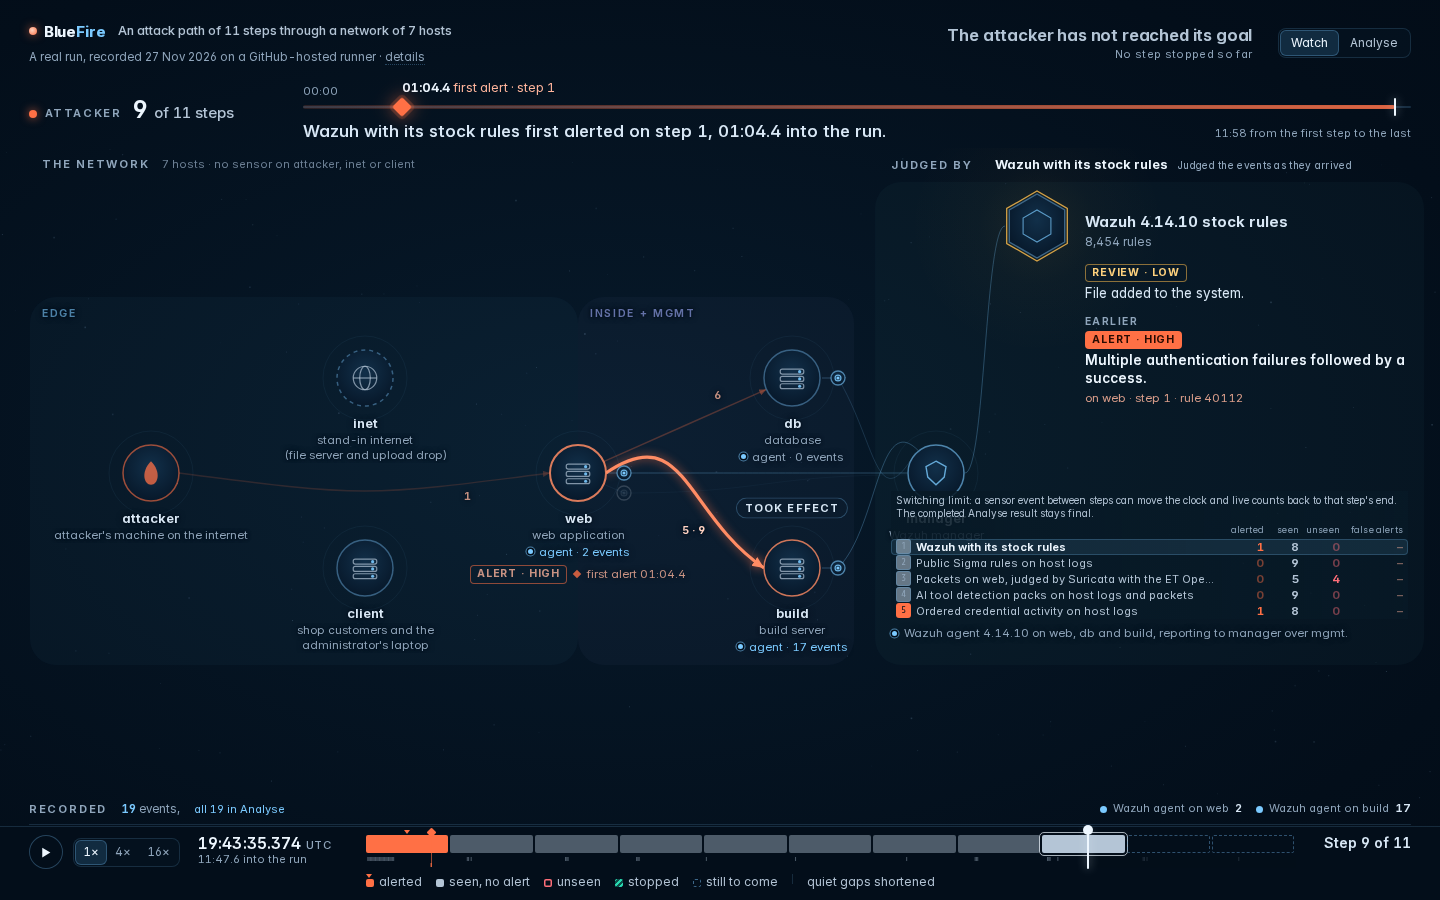 BlueFire An attack path of 11 steps through a network of 7 hosts
A real run, recorded 27 Nov 2026 on a GitHub-hosted runner · details
The attacker has not reached its goal
No step stopped so far
Watch Analyse
ATTACKER 9 of 11 steps
00:00
01:04.4 first alert · step 1
Wazuh with its stock rules first alerted on step 1, 01:04.4 into the run.
11:58 from the first step to the last
THE NETWORK 7 hosts · no sensor on attacker, inet or client
JUDGED BY Wazuh with its stock rules Judged the events as they arrived
Wazuh 4.14.10 stock rules
8,454 rules
REVIEW · LOW
File added to the system.
EARLIER
ALERT · HIGH
Multiple authentication failures followed by a
success.
on web · step 1 · rule 40112
EDGE
INSIDE + MGMT
inet
stand-in internet
(file server and upload drop)
6
db
database
agent · 0 events
1
attacker
attacker's machine on the internet
web
web application
agent · 2 events
ALERT · HIGH first alert 01:04.4
TOOK EFFECT
5 · 9
client
shop customers and the
administrator's laptop
build
build server
agent · 17 events
manager
Switching limit: a sensor event between steps can move the clock and live counts back to that step's end.
The completed Analyse result stays final.
alerted seen unseen false alerts
1 Wazuh with its stock rules 1 8 0 –
2 Public Sigma rules on host logs 0 9 0 –
3 Packets on web, judged by Suricata with the ET Ope... 0 5 4 –
4 AI tool detection packs on host logs and packets 0 9 0 –
5 Ordered credential activity on host logs 1 8 0 –
Wazuh agent 4.14.10 on web, db and build, reporting to manager over mgmt.
RECORDED 19 events, all 19 in Analyse
Wazuh agent on web 2 Wazuh agent on build 17
1× 4× 16×
19:43:35.374 UTC
11:47.6 into the run
Step 9 of 11
alerted seen, no alert unseen stopped still to come quiet gaps shortened